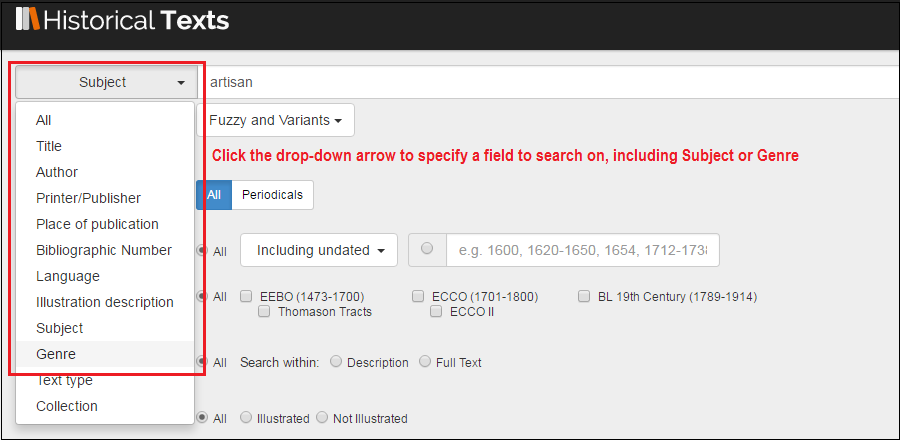 Historical Texts
Subject artisan
All
Fuzzy and Variants
Title
Click the drop-down arrow to specify a field to search on, including Subject or Genre
Author
Printer/Publisher All Periodicals
Place of publication
Bibliographic Number All Including undated e.g. 1600, 1620-1650, 1654, 1712-1738
Language
Illustration description All EEBO (1473-1700) ECCO (1701-1800) BL 19th Century (1789-1914)
Thomason Tracts ECCO II
Subject
Genre All Search within: Description Full Text
Text type
Collection
All Illustrated Not Illustrated